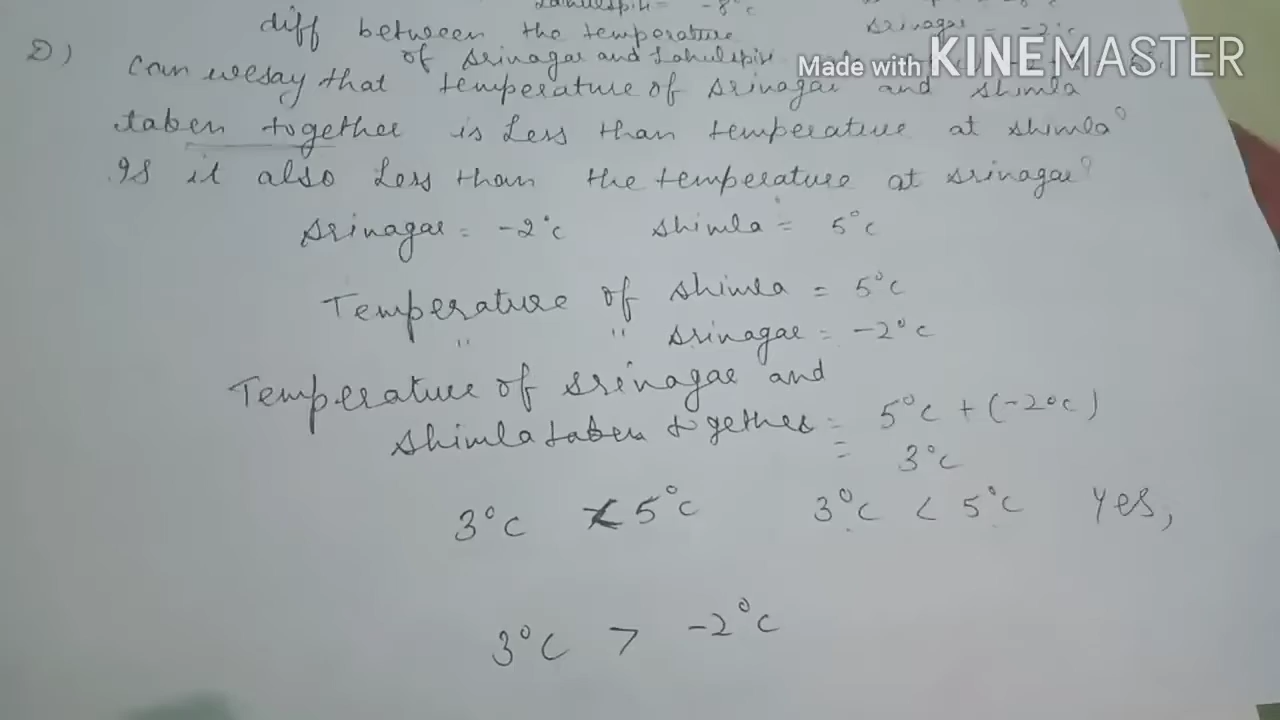 -8°c
diff between the temperature
srinagar -2°c
of srinagar and Lahulspiti
Made with KINEMASTER
D) Can we say that temperature of srinagar and shimla
taken together is Less than temperature at shimla?
Is it also Less than the temperature at srinagar?
srinagar = -2°c shimla = 5°c
Temperature of shimla = 5°c
" " srinagar = -2°c
Temperature of srinagar and
shimla taken together = 5°c + (-2°c)
= 3°c
3°c < 5°c 3°c < 5°c Yes,
3°c > -2°c